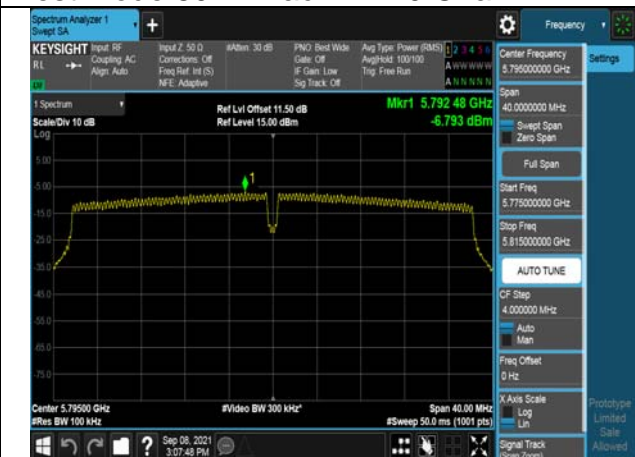 Spectrum Analyzer 1
Swept SA
+
Frequency
KEYSIGHT
RL
Input: RF
Coupling: AC
Align: Auto
Input Z: 50 Ω
Corrections: Off
Freq Ref: Int (S)
NFE: Adaptive
#Atten: 30 dB
PNO: Best Wide
Gate: Off
IF Gain: Low
Sig Track: Off
Avg Type: Power (RMS)
Avg|Hold: 100/100
Trig: Free Run
1 2 3 4 5 6
A W W W W W
A N N N N N
1 Spectrum
Scale/Div 10 dB
Log
Ref Lvl Offset 11.50 dB
Ref Level 15.00 dBm
Mkr1 5.792 48 GHz
-6.793 dBm
5.00
-5.00
-15.0
-25.0
-35.0
-45.0
-55.0
-65.0
-75.0
1
Center 5.79500 GHz
#Res BW 100 kHz
#Video BW 300 kHz*
Span 40.00 MHz
#Sweep 50.0 ms (1001 pts)
Center Frequency
5.795000000 GHz
Settings
Span
40.0000000 MHz
Swept Span
Zero Span
Full Span
Start Freq
5.775000000 GHz
Stop Freq
5.815000000 GHz
AUTO TUNE
CF Step
4.000000 MHz
Auto
Man
Freq Offset
0 Hz
X Axis Scale
Log
Lin
Signal Track
(Span Zoom)
Prototype
Limited
Sale
Allowed
?
Sep 08, 2021
3:07:48 PM